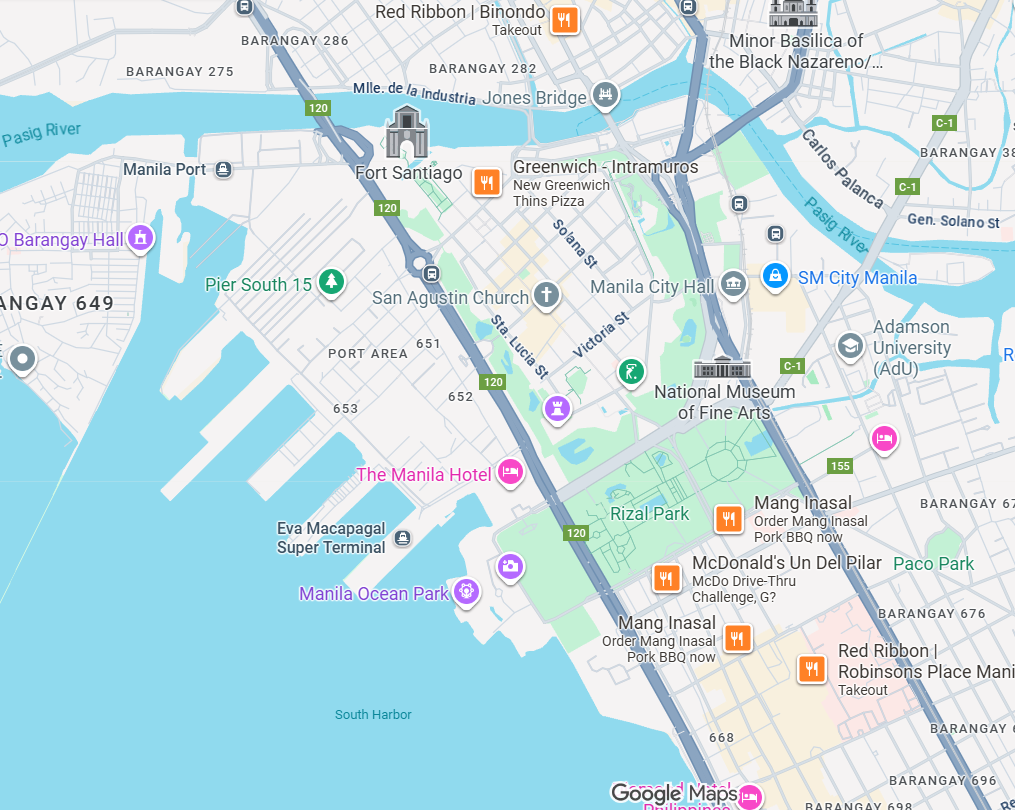 Red Ribbon | Binondo
Takeout
BARANGAY 286
Minor Basilica of
the Black Nazareno/...
BARANGAY 275
BARANGAY 282
Mlle. de la Industria
Jones Bridge
120
C-1
Pasig River
Carlos Palanca
BARANGAY 38
Manila Port
Fort Santiago
Greenwich - Intramuros
New Greenwich
Thins Pizza
C-1
120
Gen. Solano St
Pasig River
O Barangay Hall
Solana St
Pier South 15
San Agustin Church
Manila City Hall
SM City Manila
ANGAY 649
Sta. Lucia St
Victoria St
Adamson
University
(AdU)
651
PORT AREA
E
R
C-1
120
652
653
National Museum
of Fine Arts
The Manila Hotel
155
Mang Inasal
Order Mang Inasal
Pork BBQ now
BARANGAY 67
Rizal Park
120
Eva Macapagal
Super Terminal
McDonald's Un Del Pilar
McDo Drive-Thru
Challenge, G?
Paco Park
Manila Ocean Park
BARANGAY 676
Mang Inasal
Order Mang Inasal
Pork BBQ now
Red Ribbon |
Robinsons Place Mani
Takeout
South Harbor
668
BARANGAY 6
BARANGAY 696
Google Maps
Philippines
BARANGAY 698
Re